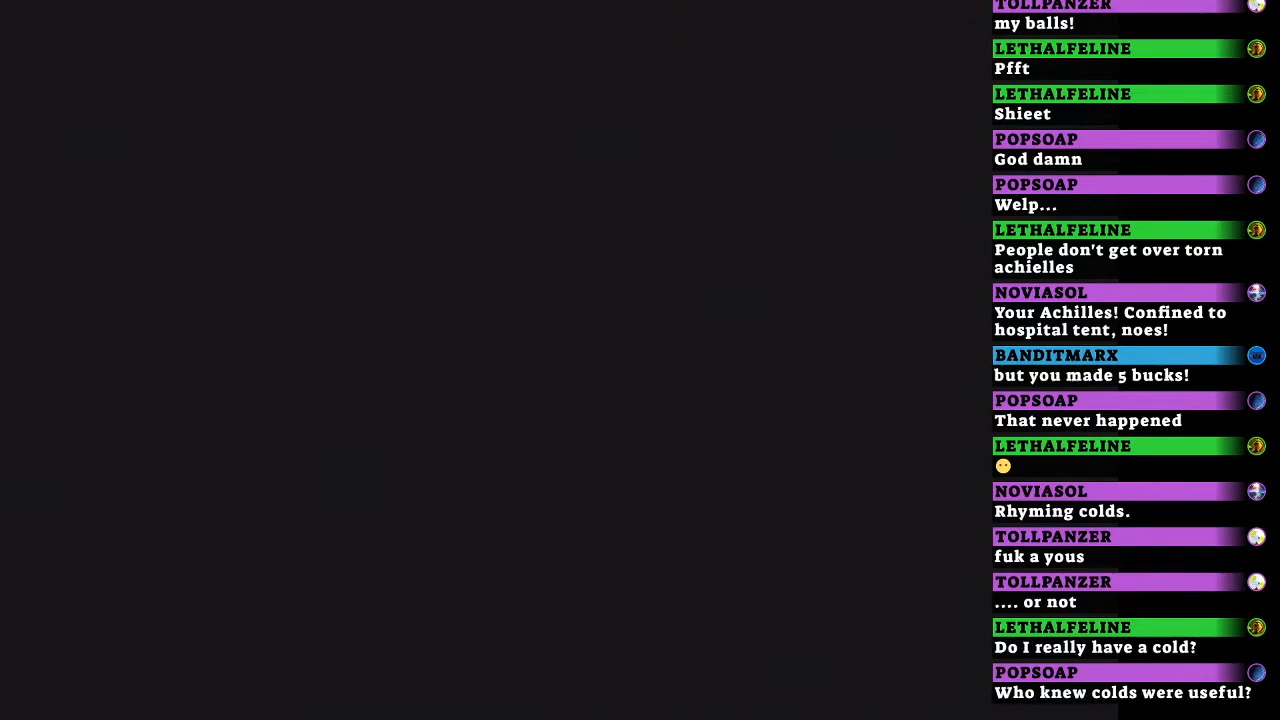 TOLLPANZER
my balls!
LETHALFELINE
Pfft
LETHALFELINE
Shieet
POPSOAP
God damn
POPSOAP
Welp...
LETHALFELINE
People don't get over torn
achielles
NOVIASOL
Your Achilles! Confined to
hospital tent, noes!
BANDITMARX
but you made 5 bucks!
POPSOAP
That never happened
LETHALFELINE
NOVIASOL
Rhyming colds.
TOLLPANZER
fuk a yous
TOLLPANZER
.... or not
LETHALFELINE
Do I really have a cold?
POPSOAP
Who knew colds were useful?